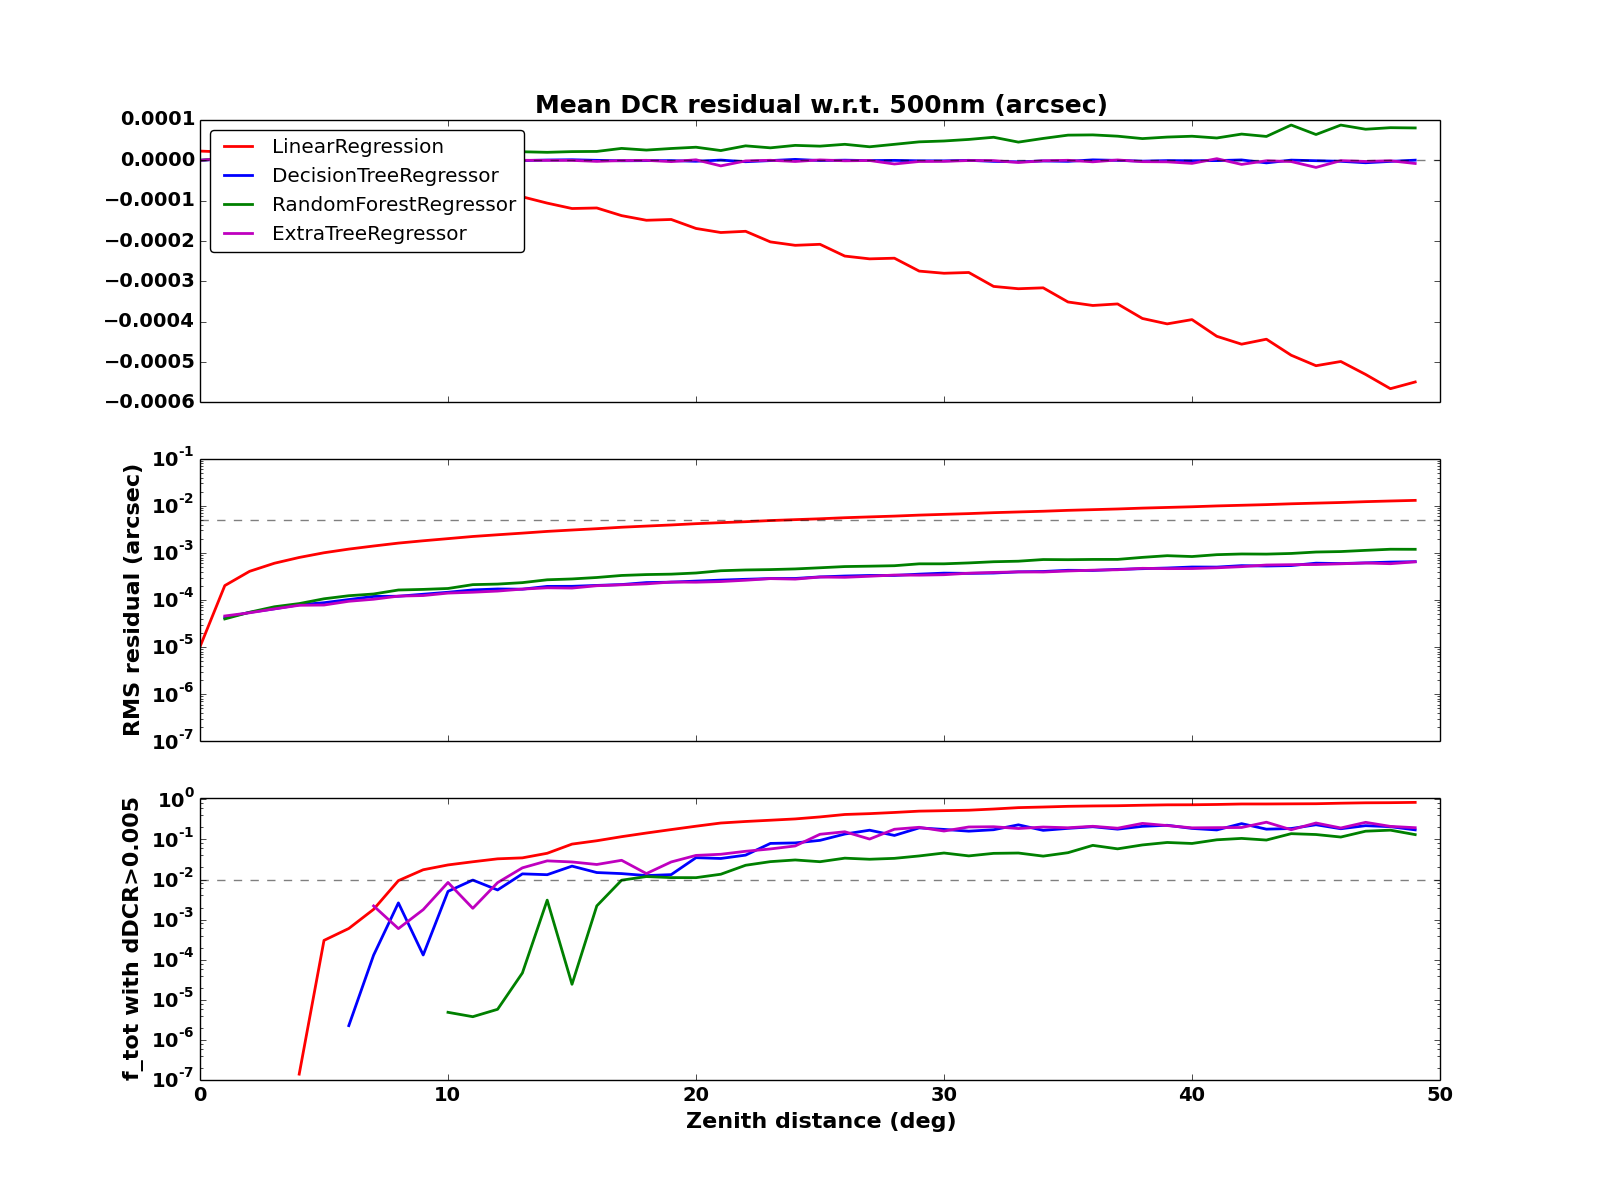 Mean DCR residual w.r.t. 500nm (arcsec)
0.0001
0.0000
−0.0001
−0.0002
−0.0003
−0.0004
−0.0005
−0.0006
LinearRegression
DecisionTreeRegressor
RandomForestRegressor
ExtraTreeRegressor
RMS residual (arcsec)
10^-1
10^-2
10^-3
10^-4
10^-5
10^-6
10^-7
f_tot with dDCR>0.005
10^0
10^-1
10^-2
10^-3
10^-4
10^-5
10^-6
10^-7
0 10 20 30 40 50
Zenith distance (deg)